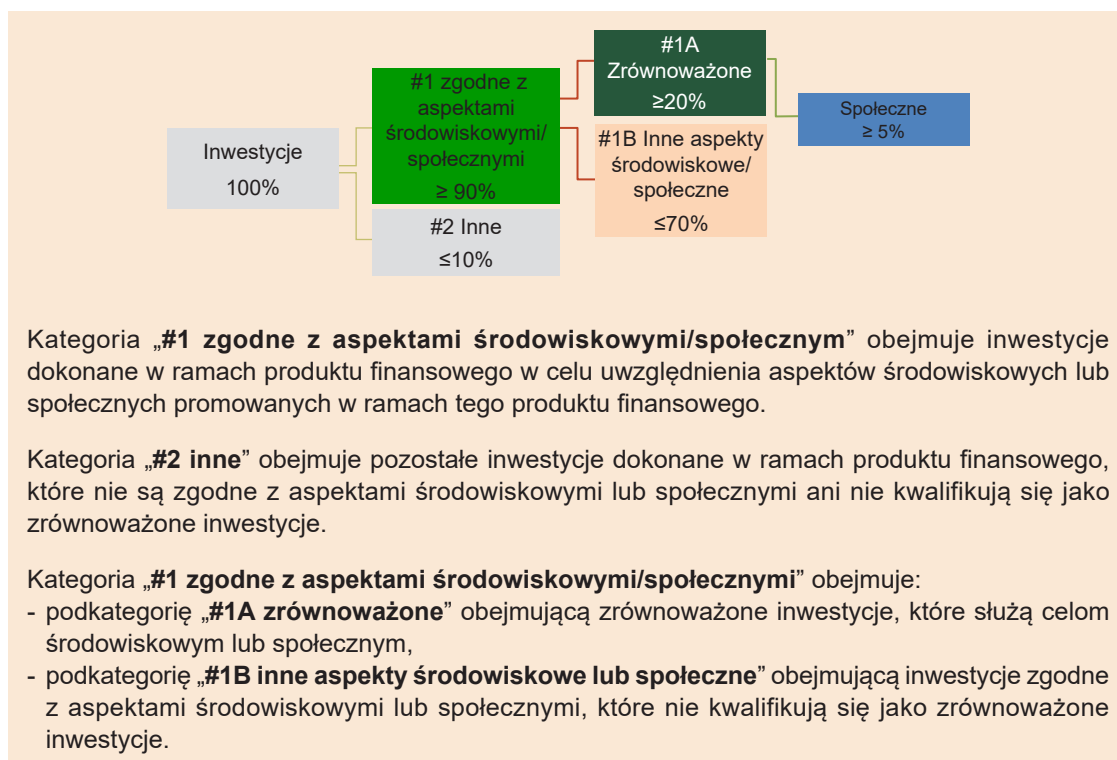 #1A
Zrównoważone
≥20%
#1 zgodne z
aspektami
środowiskowymi/
społecznymi
≥ 90%
Społeczne
≥ 5%
Inwestycje
100%
#1B Inne aspekty
środowiskowe/
społeczne
≤70%
#2 Inne
≤10%
Kategoria „#1 zgodne z aspektami środowiskowymi/społecznym” obejmuje inwestycje
dokonane w ramach produktu finansowego w celu uwzględnienia aspektów środowiskowych lub
społecznych promowanych w ramach tego produktu finansowego.
Kategoria „#2 inne” obejmuje pozostałe inwestycje dokonane w ramach produktu finansowego,
które nie są zgodne z aspektami środowiskowymi lub społecznymi ani nie kwalifikują się jako
zrównoważone inwestycje.
Kategoria „#1 zgodne z aspektami środowiskowymi/społecznymi” obejmuje:
- podkategorię „#1A zrównoważone” obejmującą zrównoważone inwestycje, które służą celom
środowiskowym lub społecznym,
- podkategorię „#1B inne aspekty środowiskowe lub społeczne” obejmującą inwestycje zgodne
z aspektami środowiskowymi lub społecznymi, które nie kwalifikują się jako zrównoważone
inwestycje.